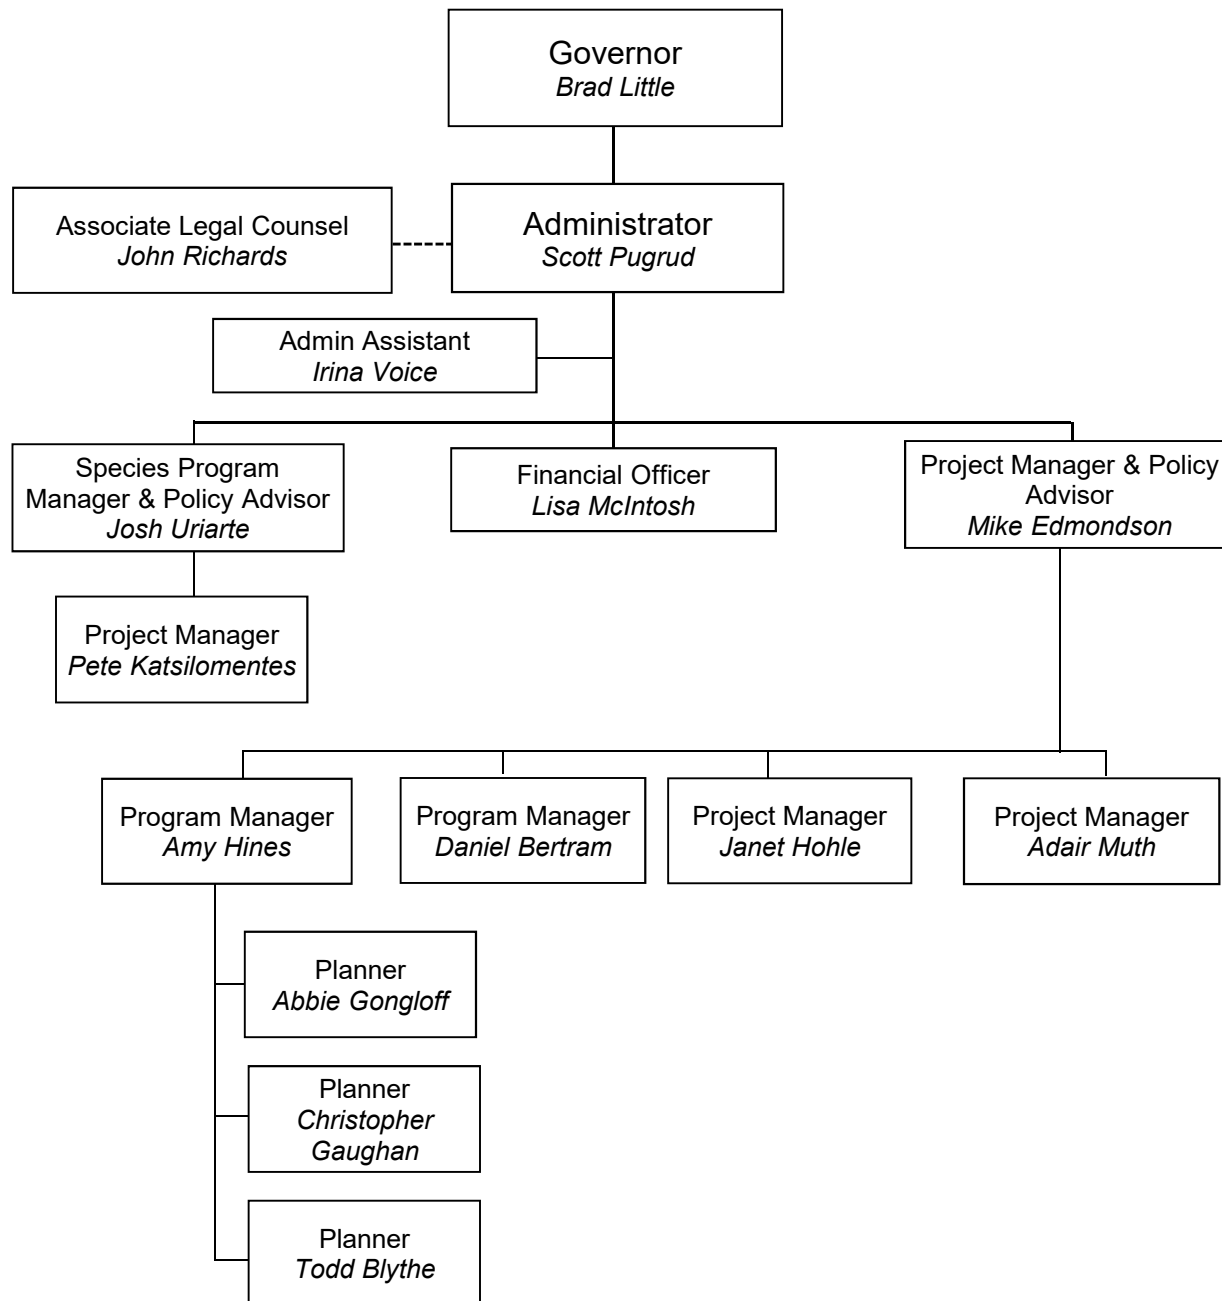 Governor
Brad Little
Associate Legal Counsel
John Richards
Administrator
Scott Pugrud
Admin Assistant
Irina Voice
Species Program
Manager & Policy Advisor
Josh Uriarte
Financial Officer
Lisa McIntosh
Project Manager & Policy
Advisor
Mike Edmondson
Project Manager
Pete Katsilomentes
Program Manager
Amy Hines
Program Manager
Daniel Bertram
Project Manager
Janet Hohle
Project Manager
Adair Muth
Planner
Abbie Gongloff
Planner
Christopher
Gaughan
Planner
Todd Blythe